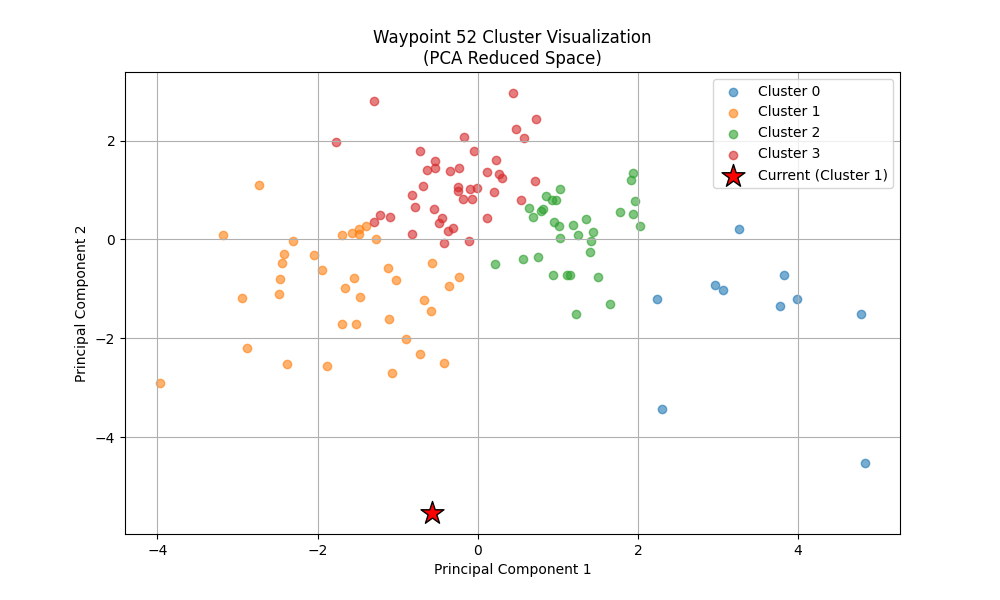 Waypoint 52 Cluster Visualization
(PCA Reduced Space)
Cluster 0
Cluster 1
Cluster 2
Cluster 3
Current (Cluster 1)
Principal Component 2
2
0
−2
−4
−4
−2
0
2
4
Principal Component 1